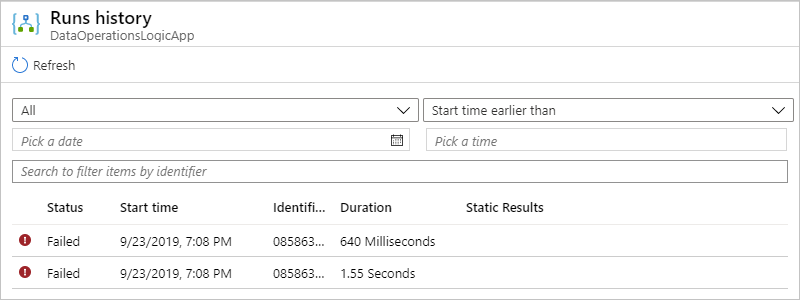 Runs history
DataOperationsLogicApp
Refresh
All Start time earlier than
Pick a date Pick a time
Search to filter items by identifier
Status Start time Identifi... Duration Static Results
Failed 9/23/2019, 7:08 PM 085863... 640 Milliseconds
Failed 9/23/2019, 7:08 PM 085863... 1.55 Seconds